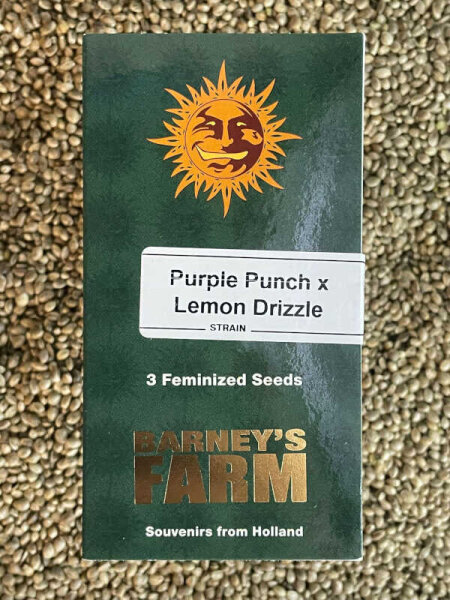 Purple Punch x
Lemon Drizzle
STRAIN
3 Feminized Seeds
BARNEY'S
FARM
Souvenirs from Holland